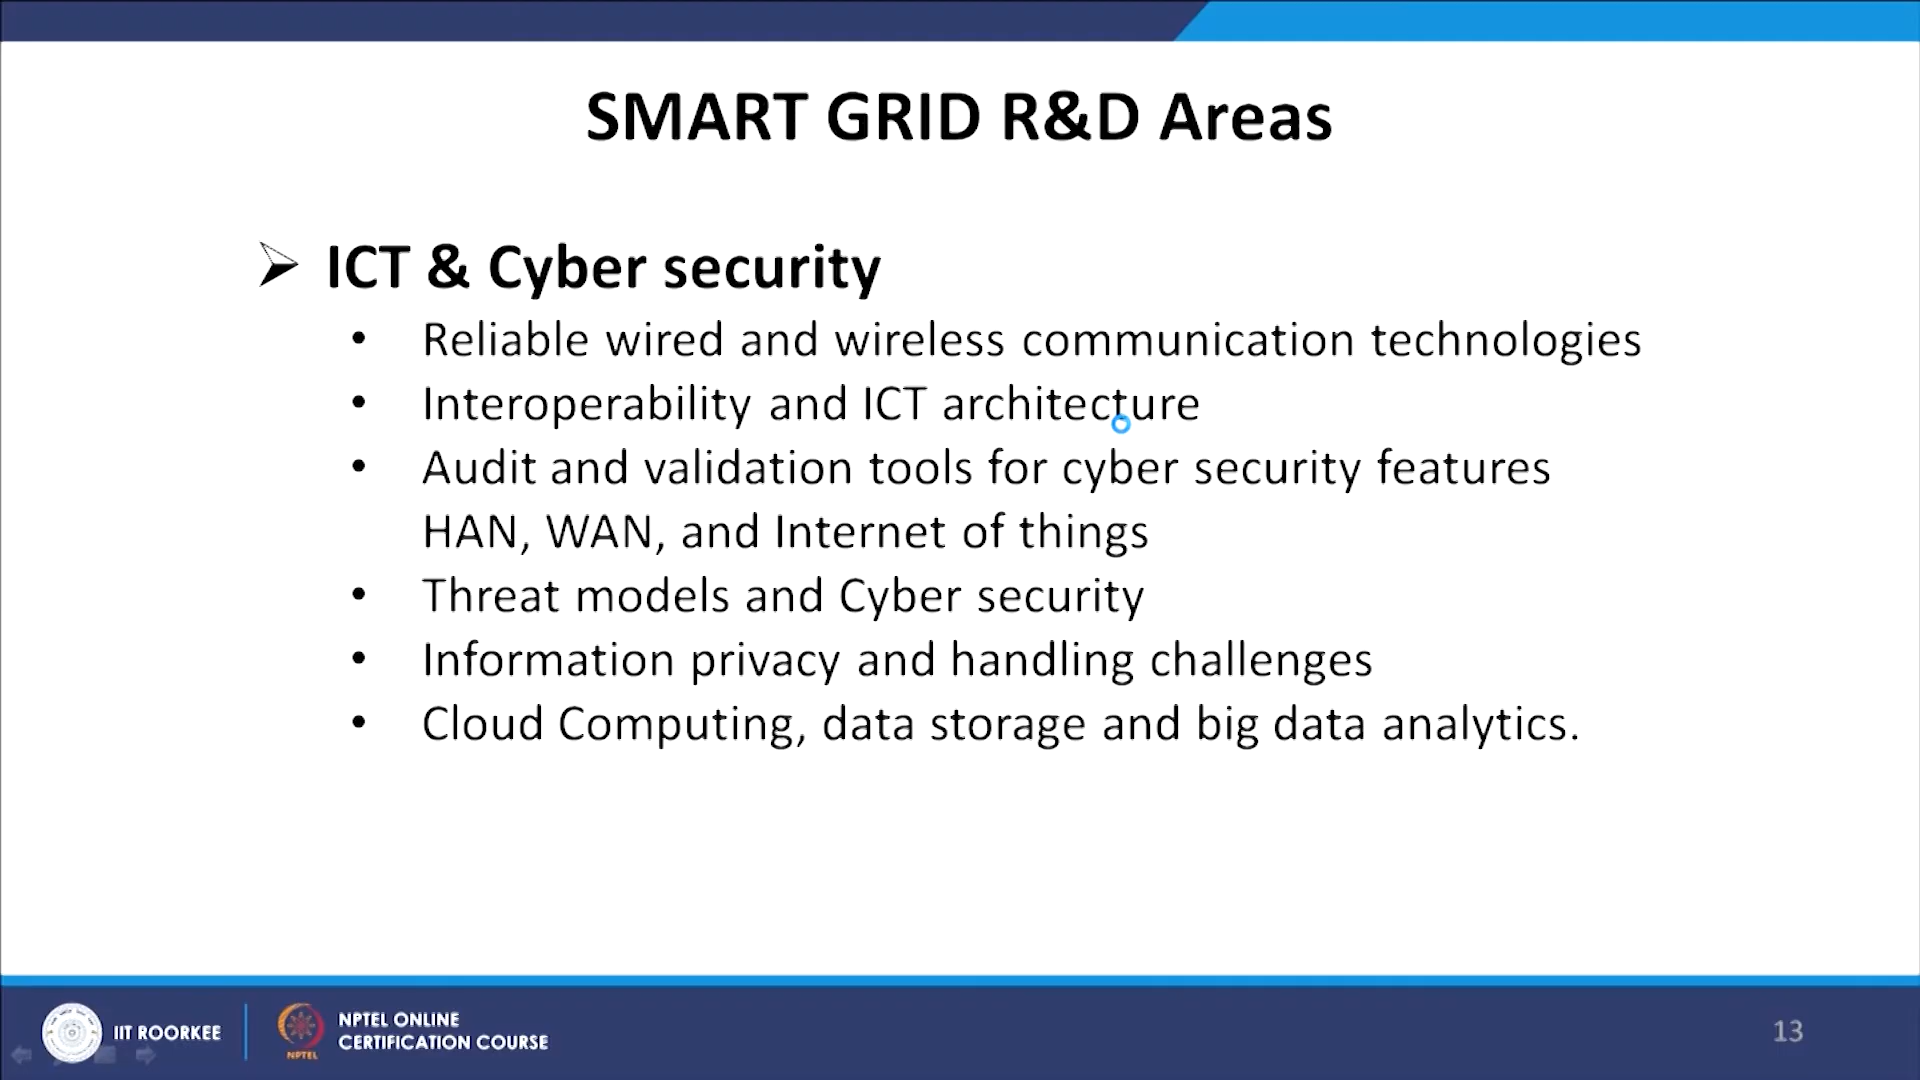 SMART GRID R&D Areas
➢ ICT & Cyber security
• Reliable wired and wireless communication technologies
• Interoperability and ICT architecture
• Audit and validation tools for cyber security features
HAN, WAN, and Internet of things
• Threat models and Cyber security
• Information privacy and handling challenges
• Cloud Computing, data storage and big data analytics.
IIT ROORKEE
NPTEL
NPTEL ONLINE
CERTIFICATION COURSE
13